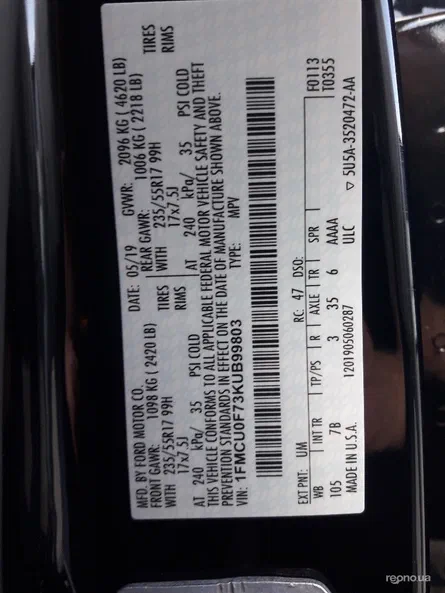 MFD. BY FORD MOTOR CO.
DATE: 05/19 GVWR: 2096 KG ( 4620 LB)
FRONT GAWR: 1098 KG ( 2420 LB) REAR GAWR: 1006 KG ( 2218 LB)
WITH 235/55R17 99H TIRES WITH 235/55R17 99H TIRES
17x7.5J RIMS 17x7.5J RIMS
AT 240 kPa/ 35 PSI COLD AT 240 kPa/ 35 PSI COLD
THIS VEHICLE CONFORMS TO ALL APPLICABLE FEDERAL MOTOR VEHICLE SAFETY AND THEFT
PREVENTION STANDARDS IN EFFECT ON THE DATE OF MANUFACTURE SHOWN ABOVE.
VIN: 1FMCU0F73KUB99803 TYPE: MPV
F0113
T0355
EXT PNT: UM RC: 47 DSO:
WB INT TR TP/PS R AXLE TR SPR
105 7B 3 35 6 AAAA
MADE IN U.S.A. 120190506​0287 ULC
▽ 5U5A-3520472-AA
repno.ua